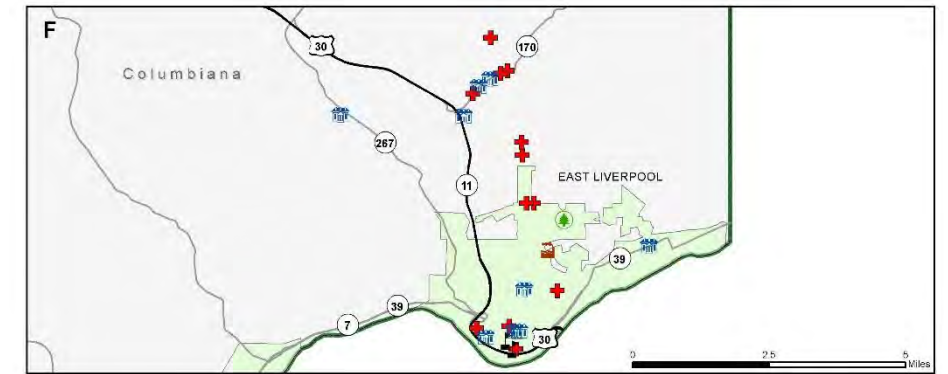 F
30
170
Columbiana
267
11
EAST LIVERPOOL
39
39
7
30
0 2.5 5
Miles